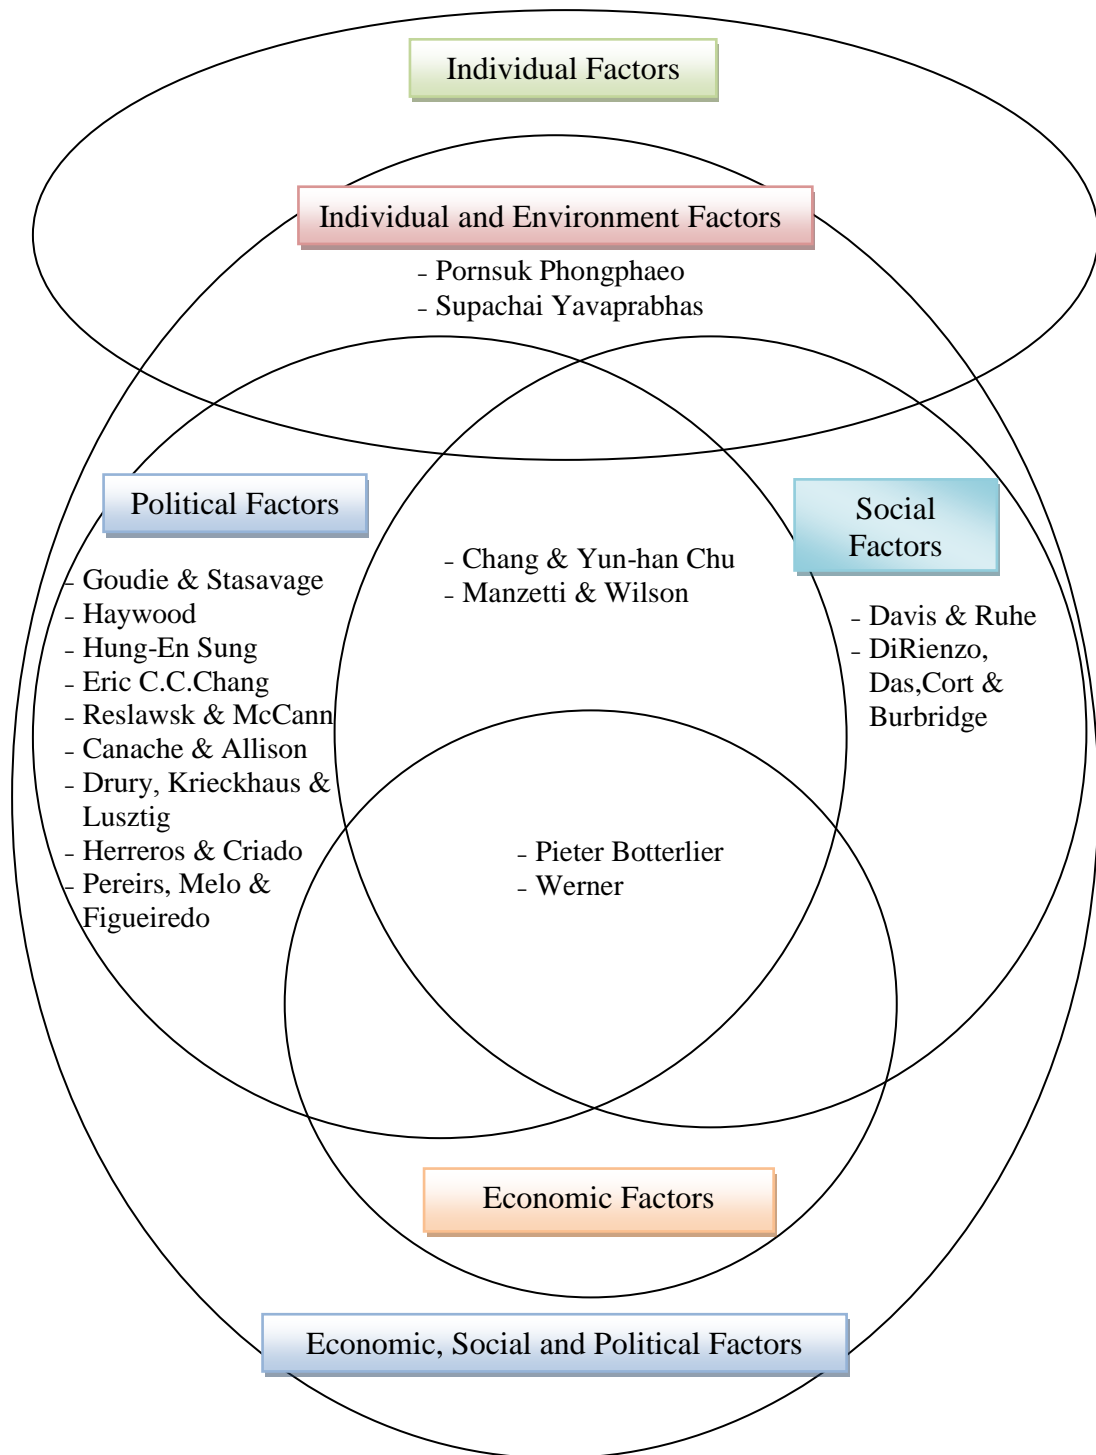 Individual Factors
Individual and Environment Factors
- Pornsuk Phongphaeo
- Supachai Yavaprabhas
Political Factors
- Goudie & Stasavage
- Haywood
- Hung-En Sung
- Eric C.C.Chang
- Reslawsk & McCann
- Canache & Allison
- Drury, Krieckhaus &
Lusztig
- Herreros & Criado
- Pereirs, Melo &
Figueiredo
- Chang & Yun-han Chu
- Manzetti & Wilson
Social
Factors
- Davis & Ruhe
- DiRienzo,
Das,Cort &
Burbridge
- Pieter Botterlier
- Werner
Economic Factors
Economic, Social and Political Factors